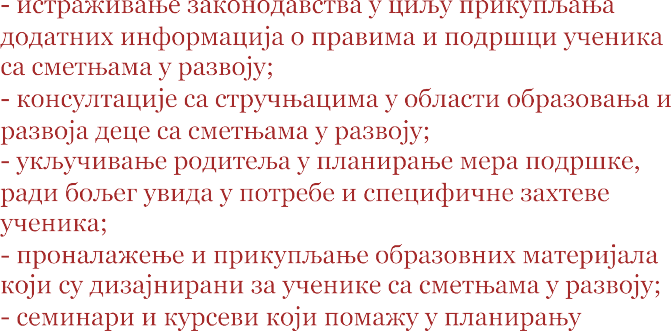 - истраживање законодавства у циљу прикупљања
додатних информација о правима и подршци ученика
са сметњама у развоју;
- консултације са стручњацима у области образовања и
развоја деце са сметњама у развоју;
- укључивање родитеља у планирање мера подршке,
ради бољег увида у потребе и специфичне захтеве
ученика;
- проналажење и прикупљање образовних материјала
који су дизајнирани за ученике са сметњама у развоју;
- семинари и курсеви који помажу у планирању